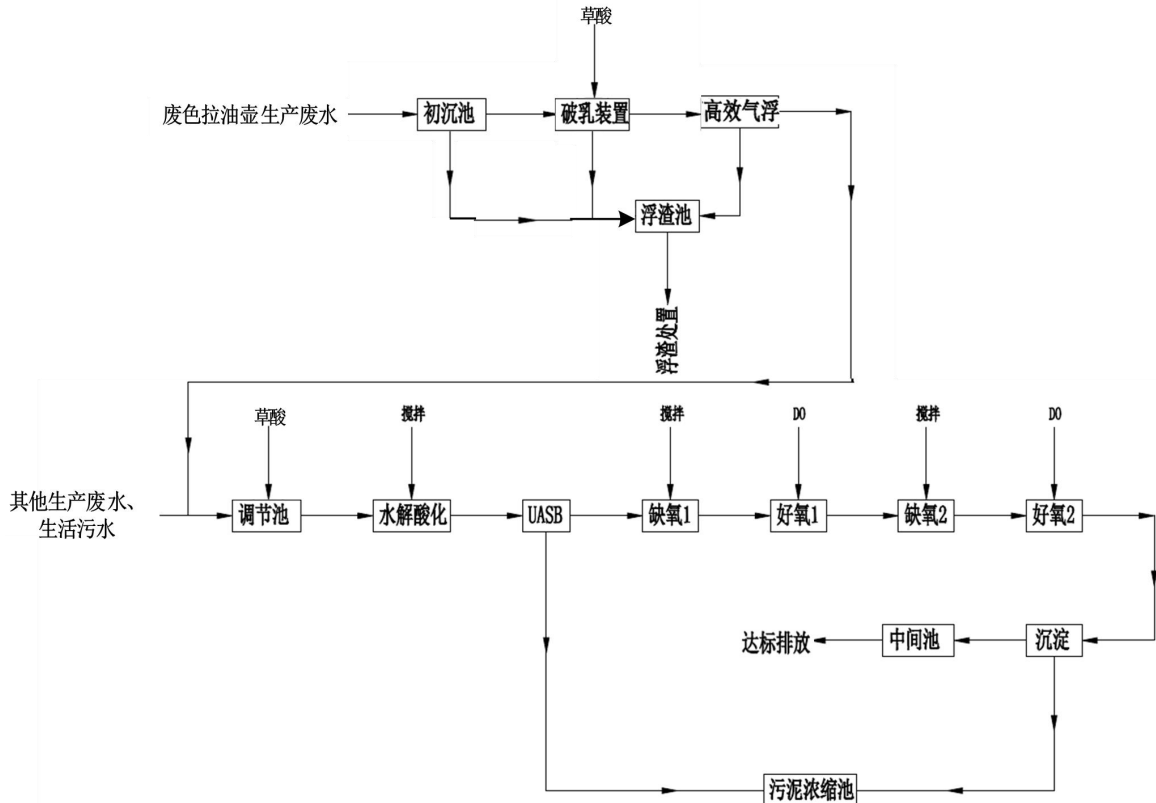 草酸
废色拉油壶生产废水
初沉池
破乳装置
高效气浮
浮渣池
浮渣处置
草酸
搅拌
搅拌
DO
搅拌
DO
其他生产废水、
生活污水
调节池
水解酸化
UASB
缺氧1
好氧1
缺氧2
好氧2
达标排放
中间池
沉淀
污泥浓缩池